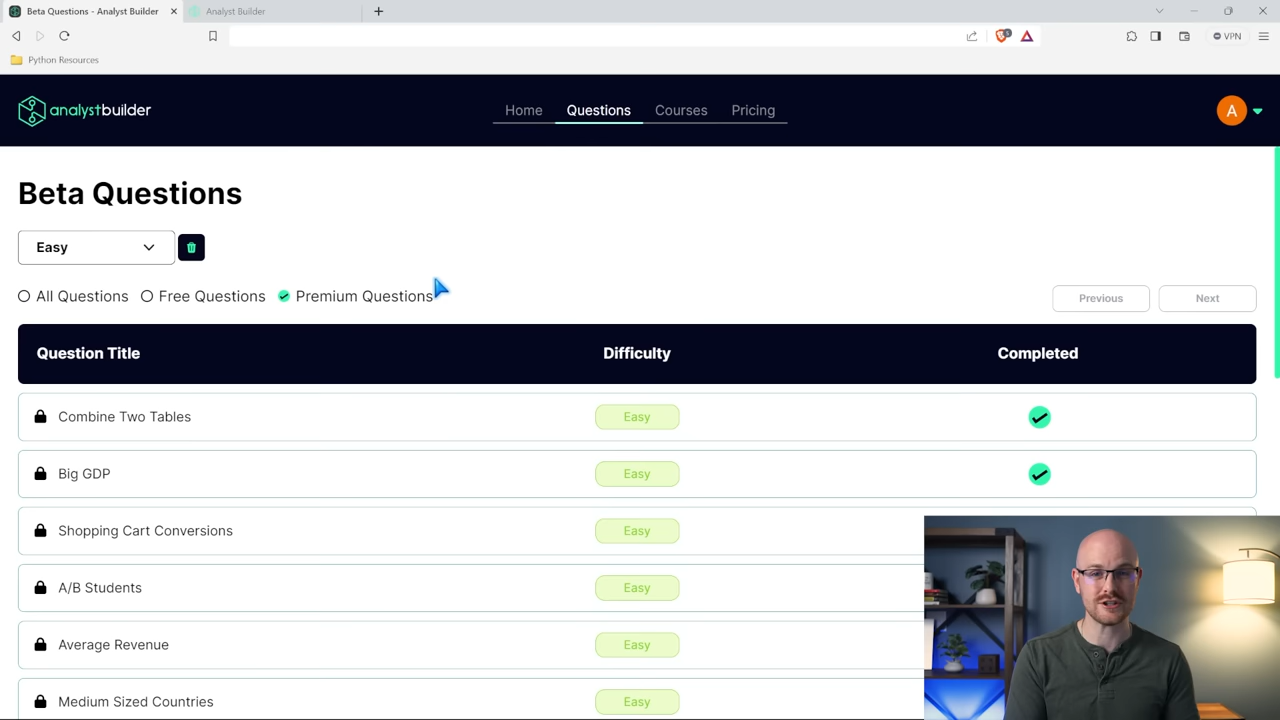 Beta Questions - Analyst Builder
Analyst Builder
VPN
Python Resources
analystbuilder
Home Questions Courses Pricing
A
Beta Questions
Easy
All Questions Free Questions Premium Questions
Previous Next
Question Title Difficulty Completed
Combine Two Tables Easy
Big GDP Easy
Shopping Cart Conversions Easy
A/B Students Easy
Average Revenue Easy
Medium Sized Countries Easy